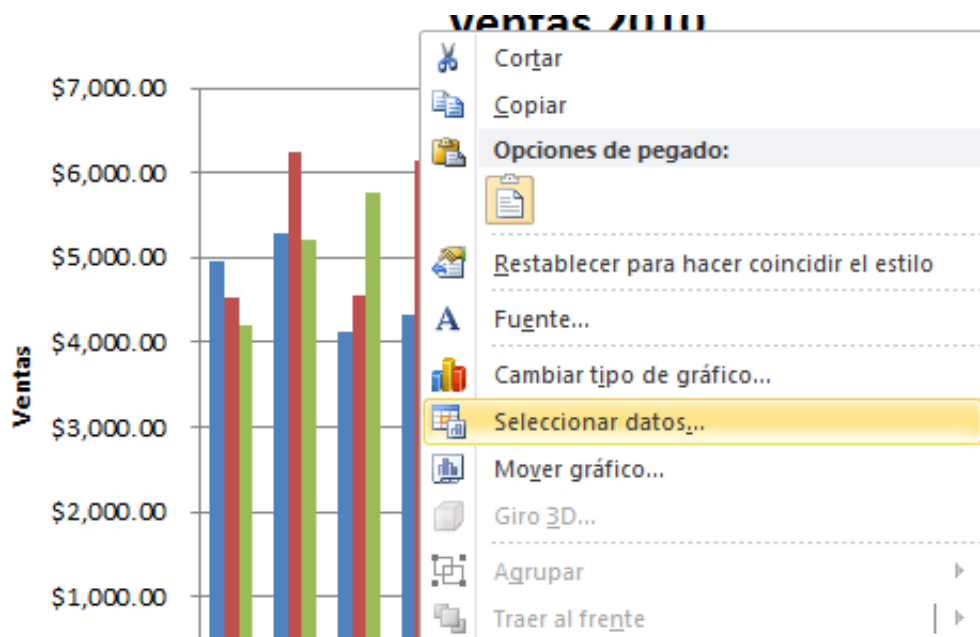 Ventas 2010
$7,000.00
$6,000.00
$5,000.00
$4,000.00
$3,000.00
$2,000.00
$1,000.00
Ventas
Cortar
Copiar
Opciones de pegado:
Restablecer para hacer coincidir el estilo
A
Fuente...
Cambiar tipo de gráfico...
Seleccionar datos...
Mover gráfico...
Giro 3D...
Agrupar
Traer al frente